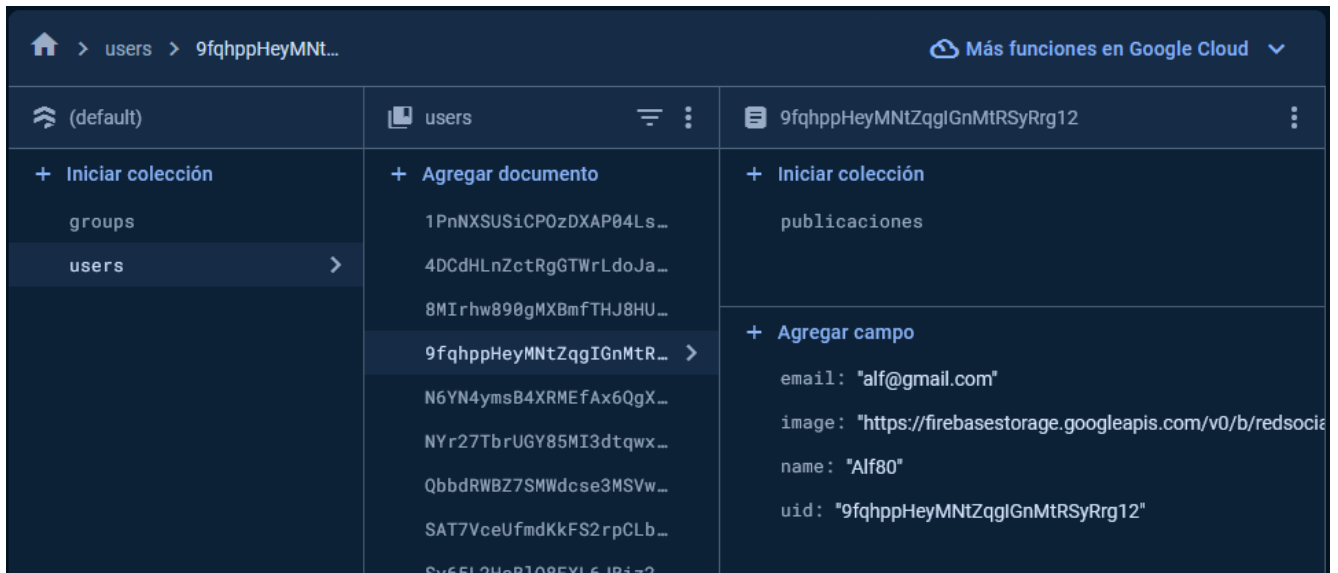 users > 9fqhppHeyMNt...
Más funciones en Google Cloud
(default)
+ Iniciar colección
groups
users
users
+ Agregar documento
1PnNXSUSiCPOzDXAP04Ls…
4DCdHLnZctRgGTWrLdoJa…
8MIrhw890gMXBmfTHJ8HU…
9fqhppHeyMNtZqgIGnMtR…
N6YN4ymsB4XRMEfAx6QgX…
NYr27TbrUGY85MI3dtqwx…
QbbdRWBZ7SMWdcse3MSVw…
SAT7VceUfmdKkFS2rpCLb…
9fqhppHeyMNtZqgIGnMtRSyRrg12
+ Iniciar colección
publicaciones
+ Agregar campo
email: "alf@gmail.com"
image: "https://firebasestorage.googleapis.com/v0/b/redsocia
name: "Alf80"
uid: "9fqhppHeyMNtZqgIGnMtRSyRrg12"